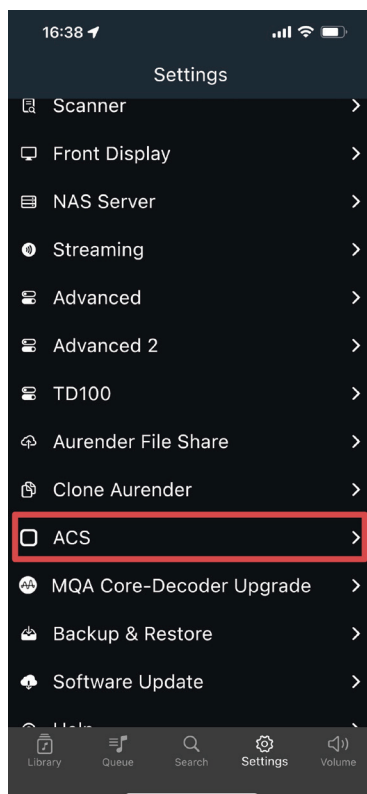 16:38
Settings
Scanner
Front Display
NAS Server
Streaming
Advanced
Advanced 2
TD100
Aurender File Share
Clone Aurender
ACS
MQA Core-Decoder Upgrade
Backup & Restore
Software Update
Library Queue Search Settings Volume